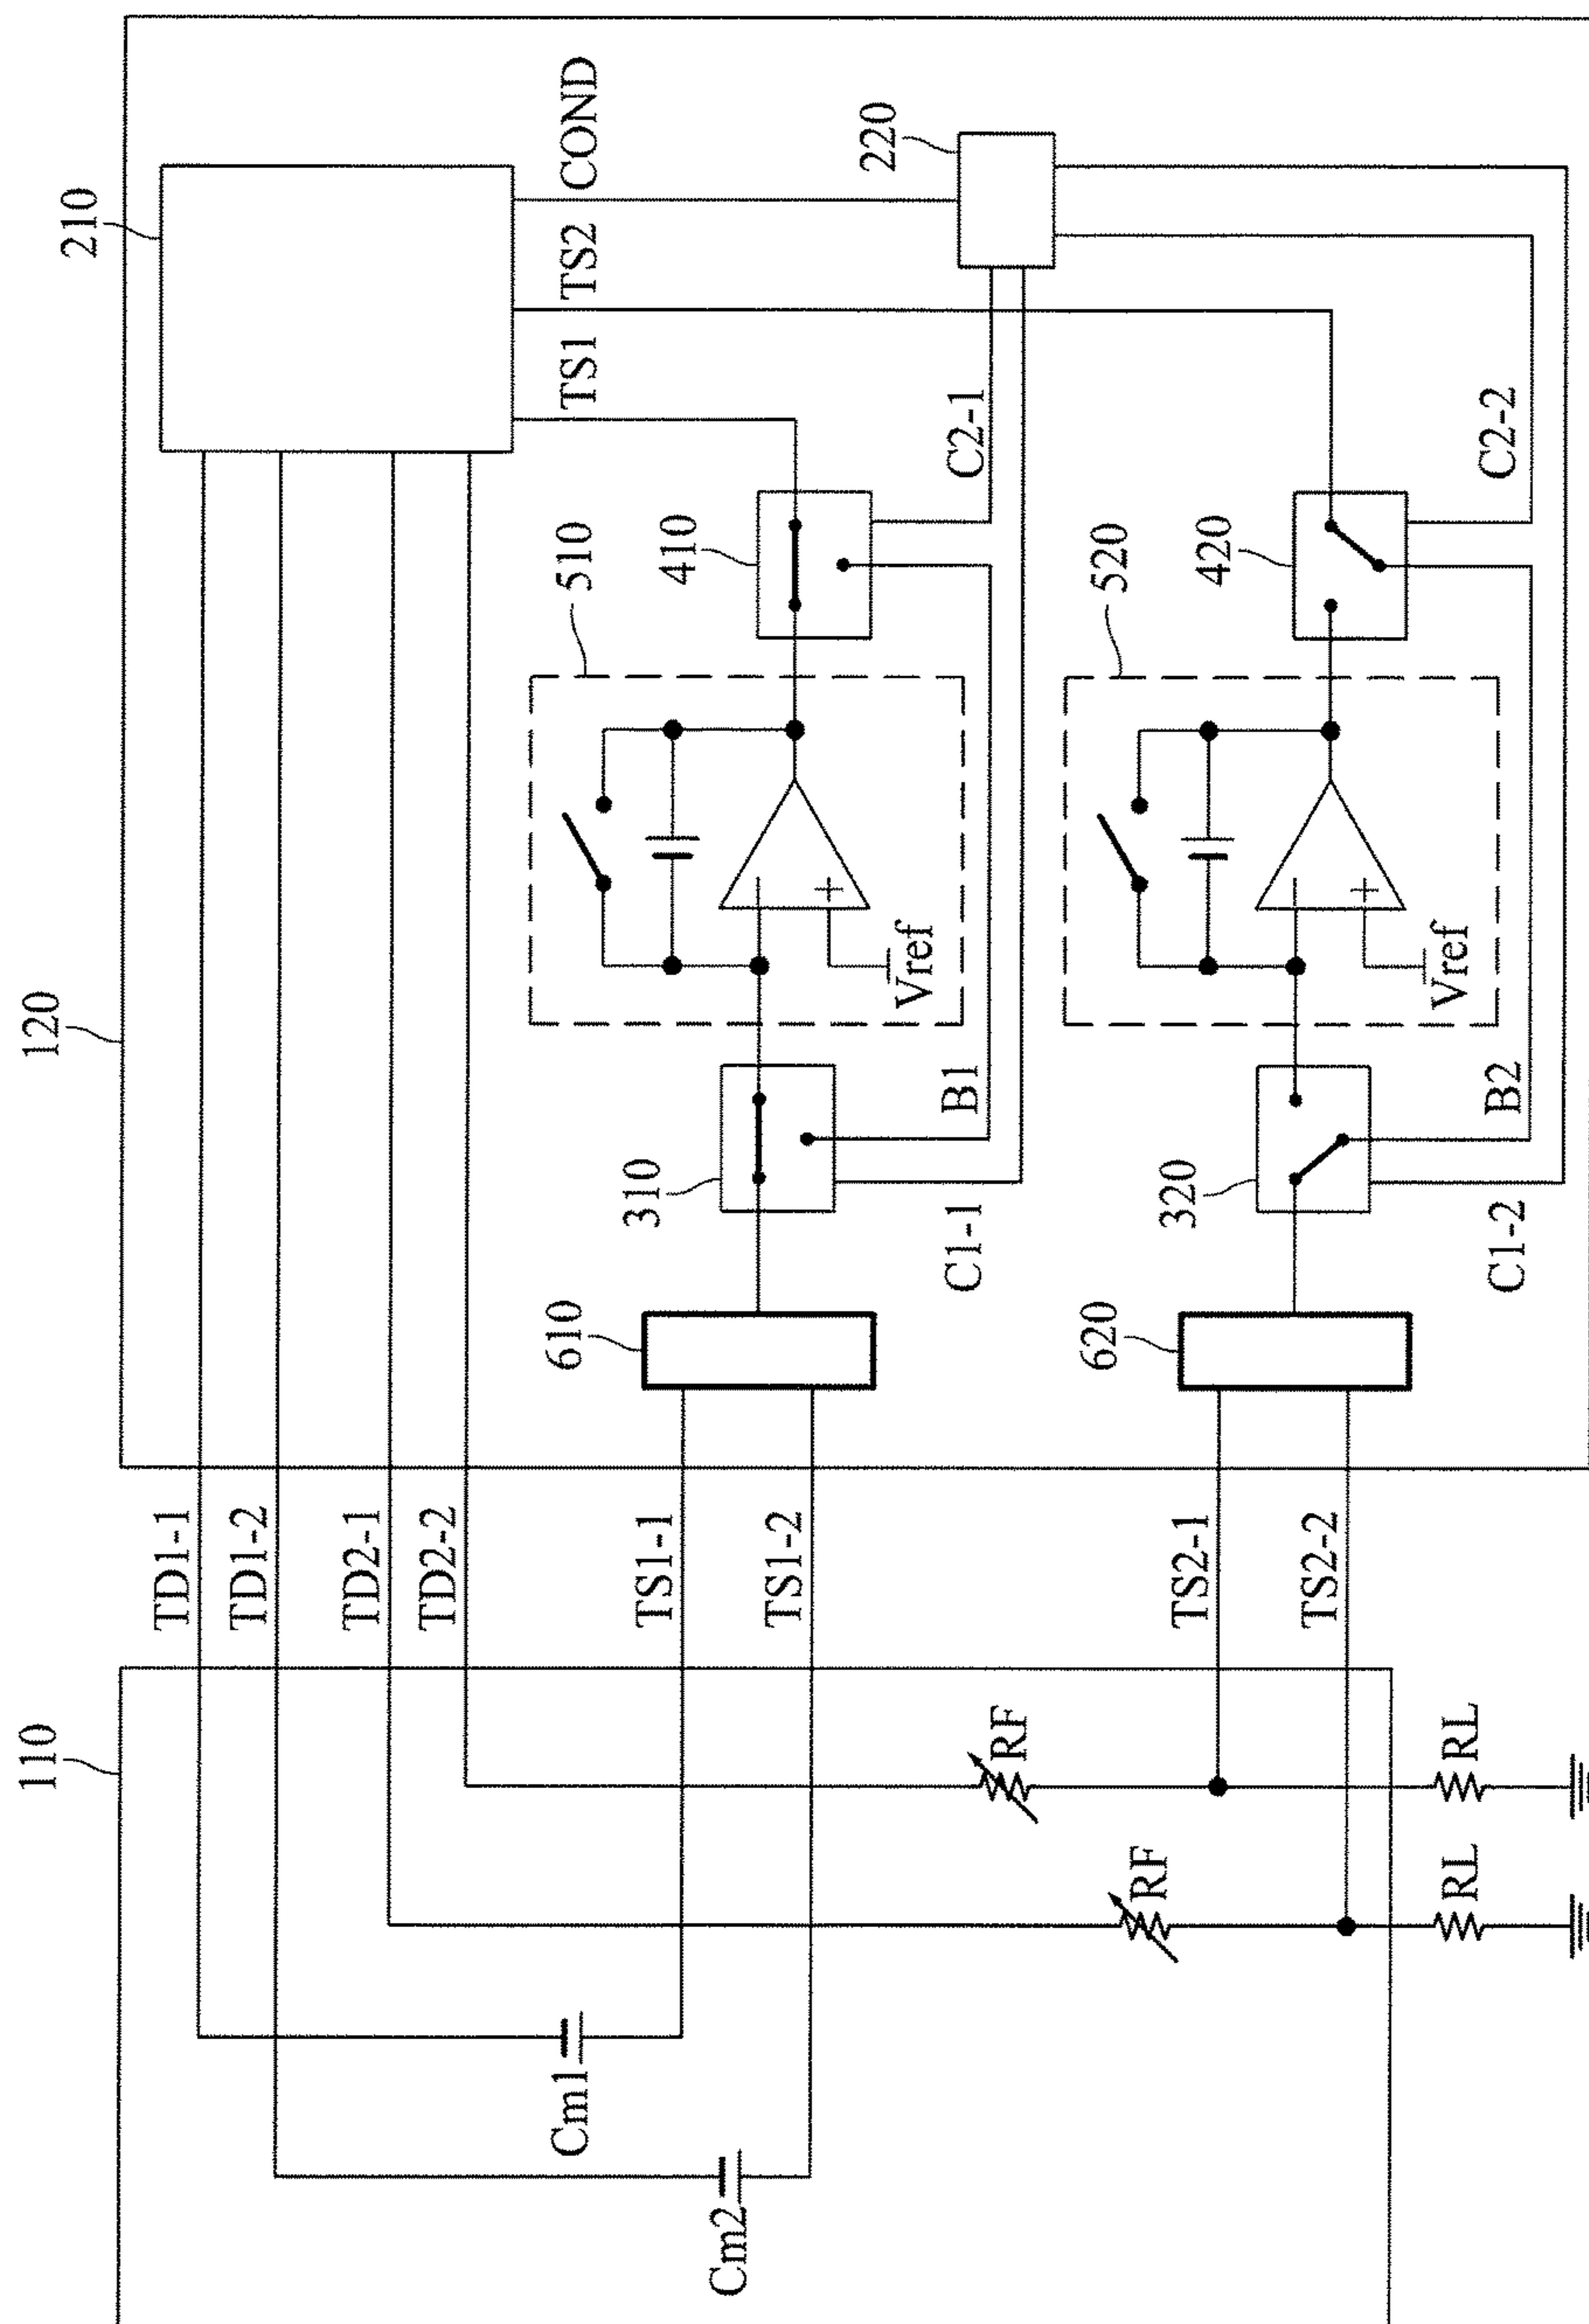 110
120
TD1-1
TD1-2
TD2-1
TD2-2
TS1-1
TS1-2
TS2-1
TS2-2
Cm1
Cm2
RF
RF
RL
RL
210
TS1
TS2
COND
220
610
310
510
410
Vref
−
+
C1-1
B1
C2-1
620
320
520
420
Vref
−
+
C1-2
B2
C2-2